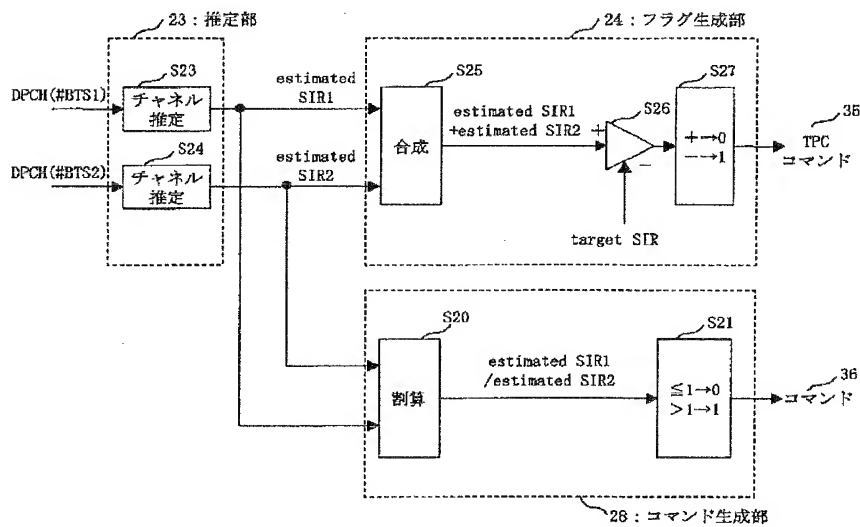 23：推定部
24：フラグ生成部
S23
チャネル
推定
DPCH(#BTS1)
estimated
SIR1
S24
チャネル
推定
DPCH(#BTS2)
estimated
SIR2
S25
合成
estimated SIR1
+estimated SIR2
+
S26
−
target SIR
S27
＋→0
−→1
35
TPC
コマンド
S20
割算
estimated SIR1
/estimated SIR2
S21
≦1→0
＞1→1
36
コマンド
28：コマンド生成部